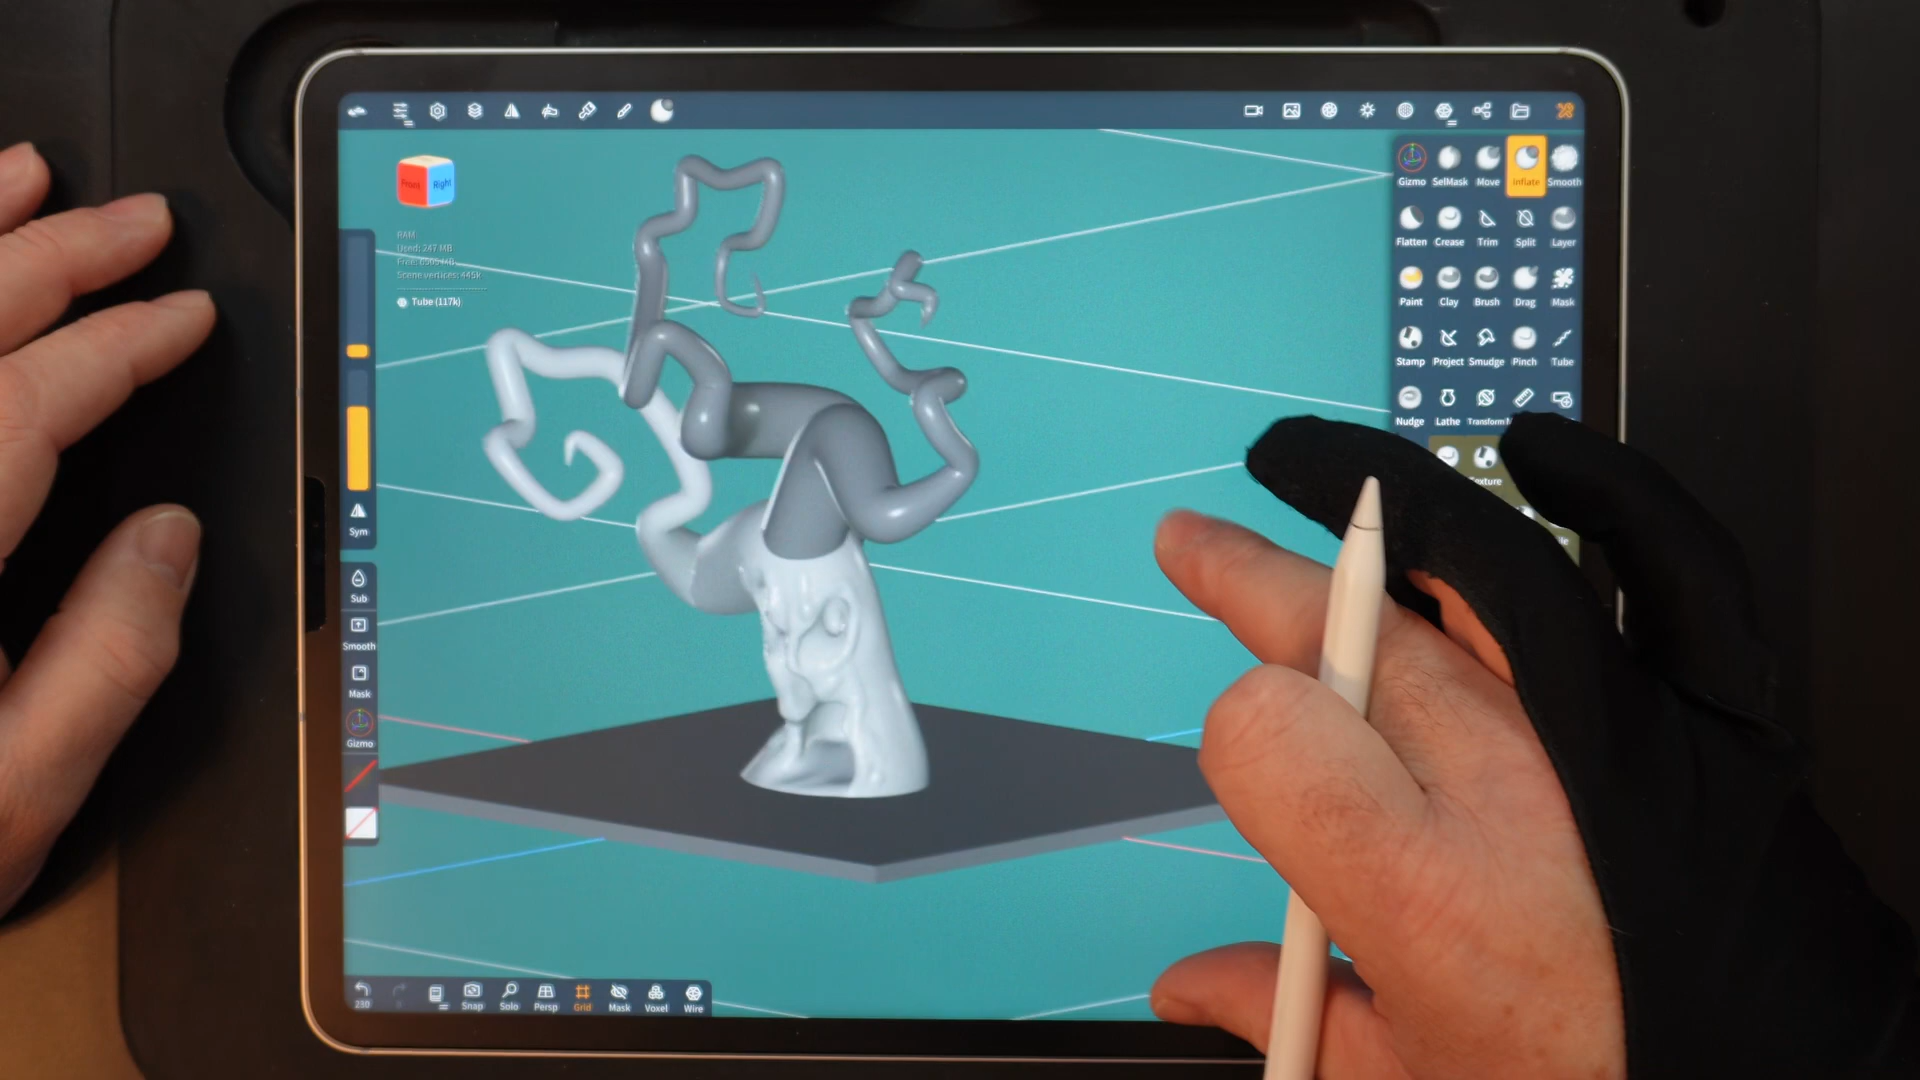 Front Right
RAM:
Used: 247 MB
Scene vertices: 445k
Tube (117k)
Sym
Sub
Smooth
Mask
Gizmo
Gizmo SelMask Move Inflate Smooth
Flatten Crease Trim Split Layer
Paint Clay Brush Drag Mask
Stamp Project Smudge Pinch Tube
Nudge Lathe Transform
230 Snap Solo Persp Grid Mask Voxel Wire